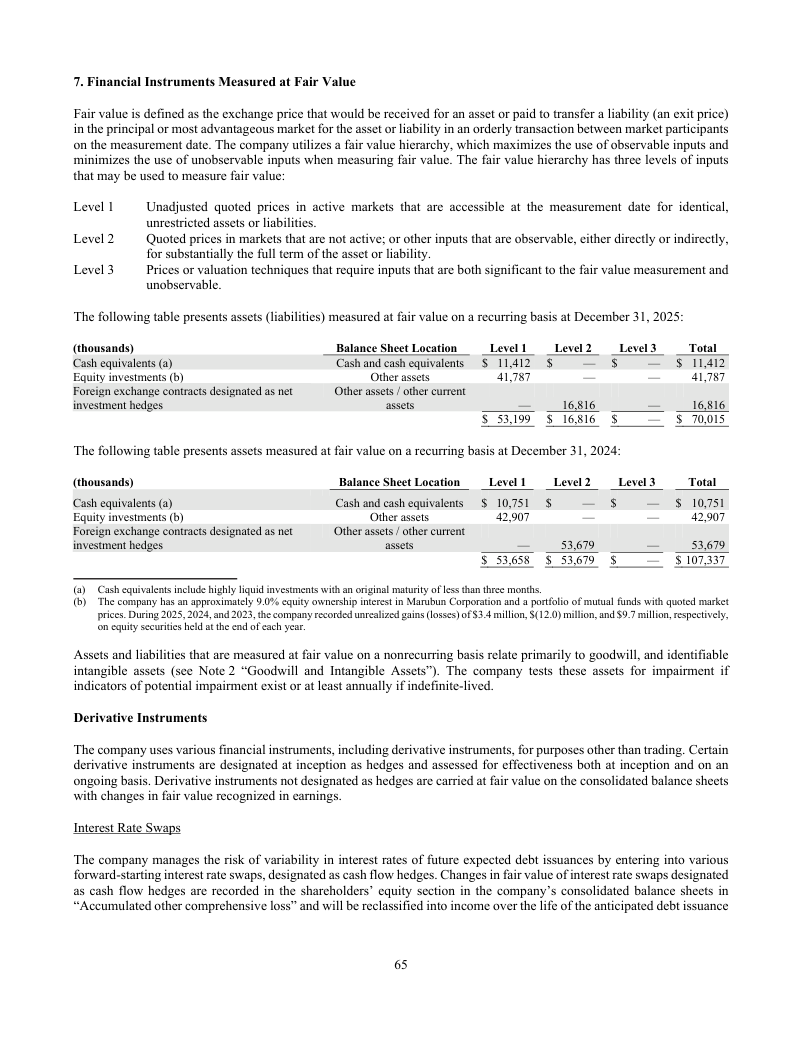 7. Financial Instruments Measured at Fair Value
Fair value is defined as the exchange price that would be received for an asset or paid to transfer a liability (an exit price)
in the principal or most advantageous market for the asset or liability in an orderly transaction between market participants
on the measurement date. The company utilizes a fair value hierarchy, which maximizes the use of observable inputs and
minimizes the use of unobservable inputs when measuring fair value. The fair value hierarchy has three levels of inputs
that may be used to measure fair value:
Level 1 Unadjusted quoted prices in active markets that are accessible at the measurement date for identical,
unrestricted assets or liabilities.
Level 2 Quoted prices in markets that are not active; or other inputs that are observable, either directly or indirectly,
for substantially the full term of the asset or liability.
Level 3 Prices or valuation techniques that require inputs that are both significant to the fair value measurement and
unobservable.
The following table presents assets (liabilities) measured at fair value on a recurring basis at December 31, 2025:
(thousands) Balance Sheet Location Level 1 Level 2 Level 3 Total
Cash equivalents (a) Cash and cash equivalents $ 11,412 $ — $ — $ 11,412
Equity investments (b) Other assets 41,787 — — 41,787
Foreign exchange contracts designated as net Other assets / other current
investment hedges assets — 16,816 — 16,816
$ 53,199 $ 16,816 $ — $ 70,015
The following table presents assets measured at fair value on a recurring basis at December 31, 2024:
(thousands) Balance Sheet Location Level 1 Level 2 Level 3 Total
Cash equivalents (a) Cash and cash equivalents $ 10,751 $ — $ — $ 10,751
Equity investments (b) Other assets 42,907 — — 42,907
Foreign exchange contracts designated as net Other assets / other current
investment hedges assets — 53,679 — 53,679
$ 53,658 $ 53,679 $ — $ 107,337
(a) Cash equivalents include highly liquid investments with an original maturity of less than three months.
(b) The company has an approximately 9.0% equity ownership interest in Marubun Corporation and a portfolio of mutual funds with quoted market
prices. During 2025, 2024, and 2023, the company recorded unrealized gains (losses) of $3.4 million, $(12.0) million, and $9.7 million, respectively,
on equity securities held at the end of each year.
Assets and liabilities that are measured at fair value on a nonrecurring basis relate primarily to goodwill, and identifiable
intangible assets (see Note 2 “Goodwill and Intangible Assets”). The company tests these assets for impairment if
indicators of potential impairment exist or at least annually if indefinite-lived.
Derivative Instruments
The company uses various financial instruments, including derivative instruments, for purposes other than trading. Certain
derivative instruments are designated at inception as hedges and assessed for effectiveness both at inception and on an
ongoing basis. Derivative instruments not designated as hedges are carried at fair value on the consolidated balance sheets
with changes in fair value recognized in earnings.
Interest Rate Swaps
The company manages the risk of variability in interest rates of future expected debt issuances by entering into various
forward-starting interest rate swaps, designated as cash flow hedges. Changes in fair value of interest rate swaps designated
as cash flow hedges are recorded in the shareholders’ equity section in the company’s consolidated balance sheets in
“Accumulated other comprehensive loss” and will be reclassified into income over the life of the anticipated debt issuance
65